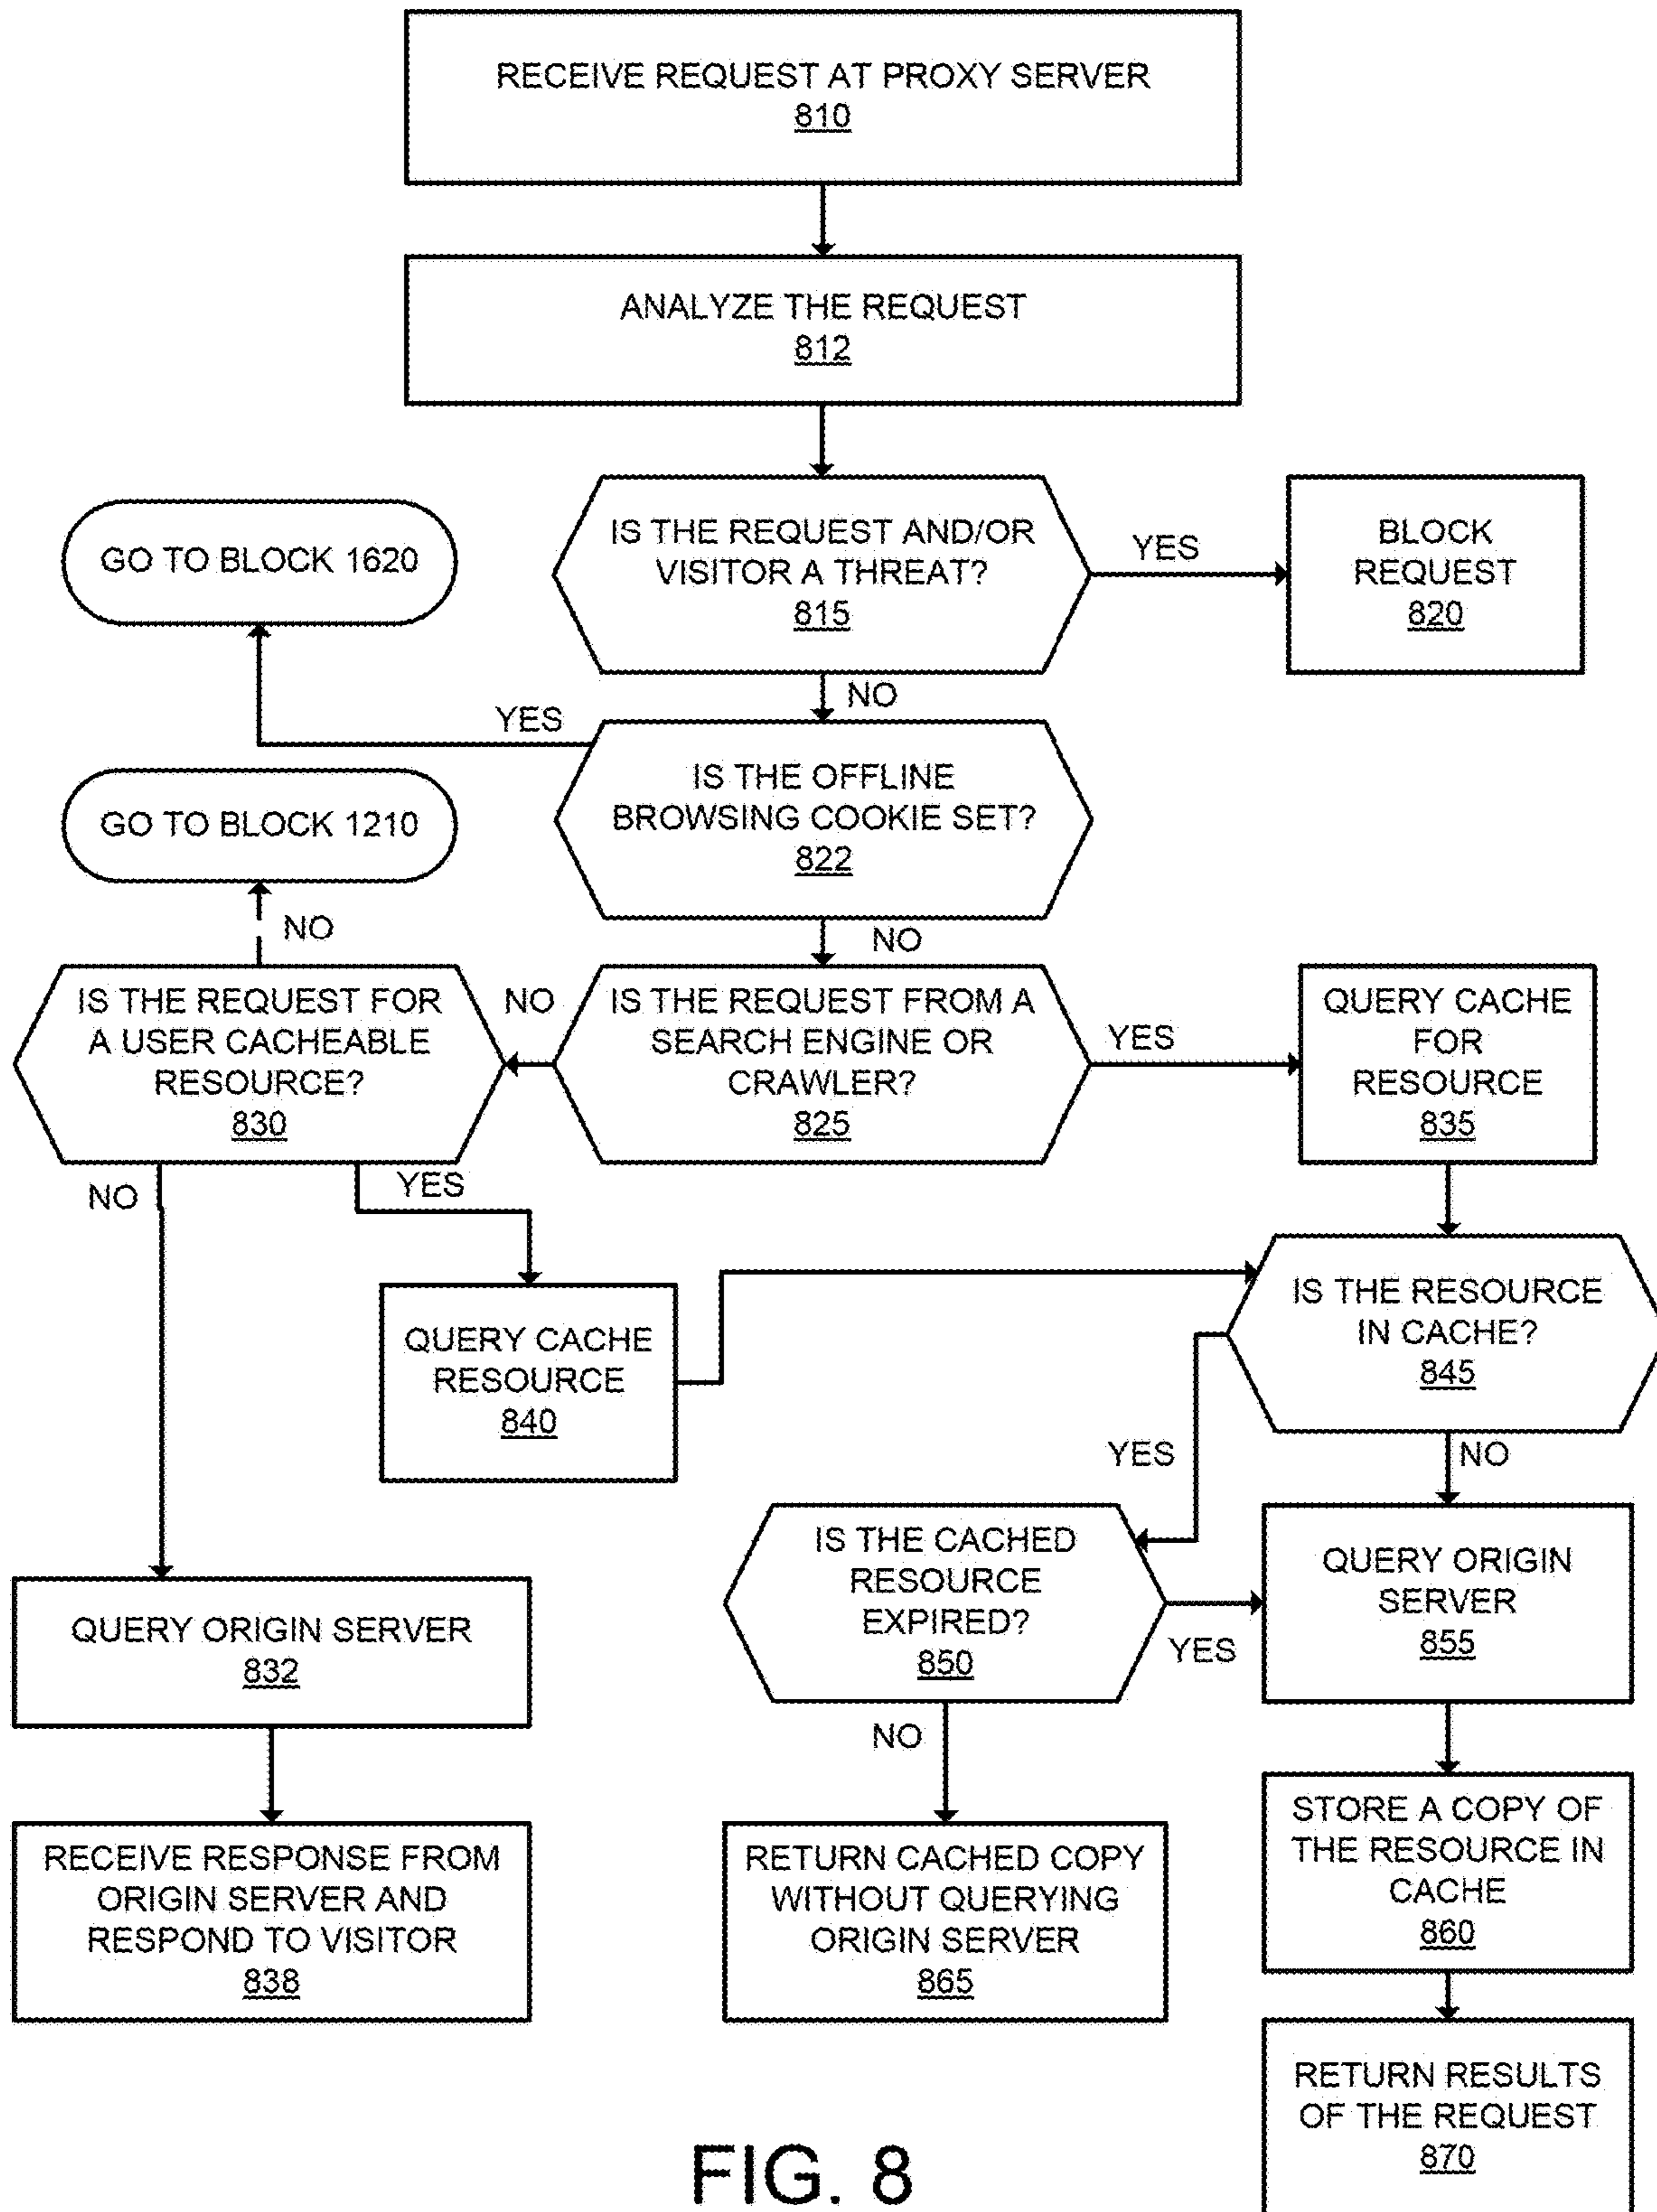 RECEIVE REQUEST AT PROXY SERVER
810
ANALYZE THE REQUEST
812
IS THE REQUEST AND/OR
VISITOR A THREAT?
815
YES
BLOCK
REQUEST
820
GO TO BLOCK 1620
NO
YES
IS THE OFFLINE
BROWSING COOKIE SET?
822
GO TO BLOCK 1210
NO
NO
IS THE REQUEST FOR
A USER CACHEABLE
RESOURCE?
830
NO
IS THE REQUEST FROM A
SEARCH ENGINE OR
CRAWLER?
825
YES
QUERY CACHE
FOR
RESOURCE
835
NO
YES
QUERY CACHE
RESOURCE
840
IS THE RESOURCE
IN CACHE?
845
YES
NO
IS THE CACHED
RESOURCE
EXPIRED?
850
YES
QUERY ORIGIN
SERVER
855
QUERY ORIGIN SERVER
832
NO
STORE A COPY OF
THE RESOURCE IN
CACHE
860
RECEIVE RESPONSE FROM
ORIGIN SERVER AND
RESPOND TO VISITOR
838
RETURN CACHED COPY
WITHOUT QUERYING
ORIGIN SERVER
865
RETURN RESULTS
OF THE REQUEST
870
FIG. 8